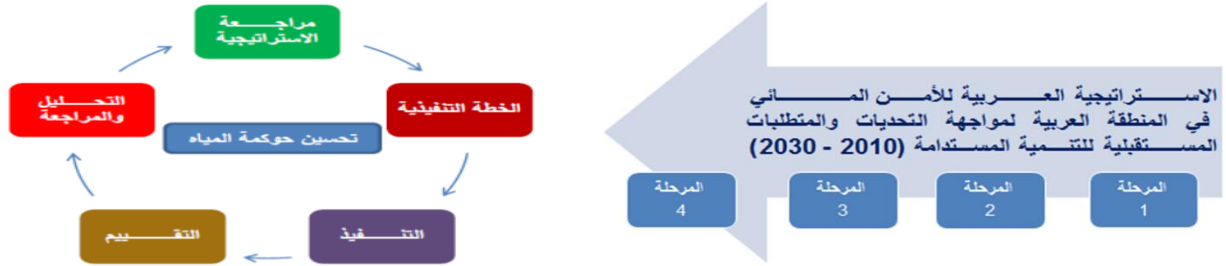 الاستراتيجية العربية للأمن المائي
في المنطقة العربية لمواجهة التحديات والمتطلبات
المستقبلية للتنمية المستدامة (2010 - 2030)
المرحلة
1
المرحلة
2
المرحلة
3
المرحلة
4
مراجعة
الاستراتيجية
الخطة التنفيذية
التنفيذ
التقييم
التحليل
والمراجعة
تحسين حوكمة المياه